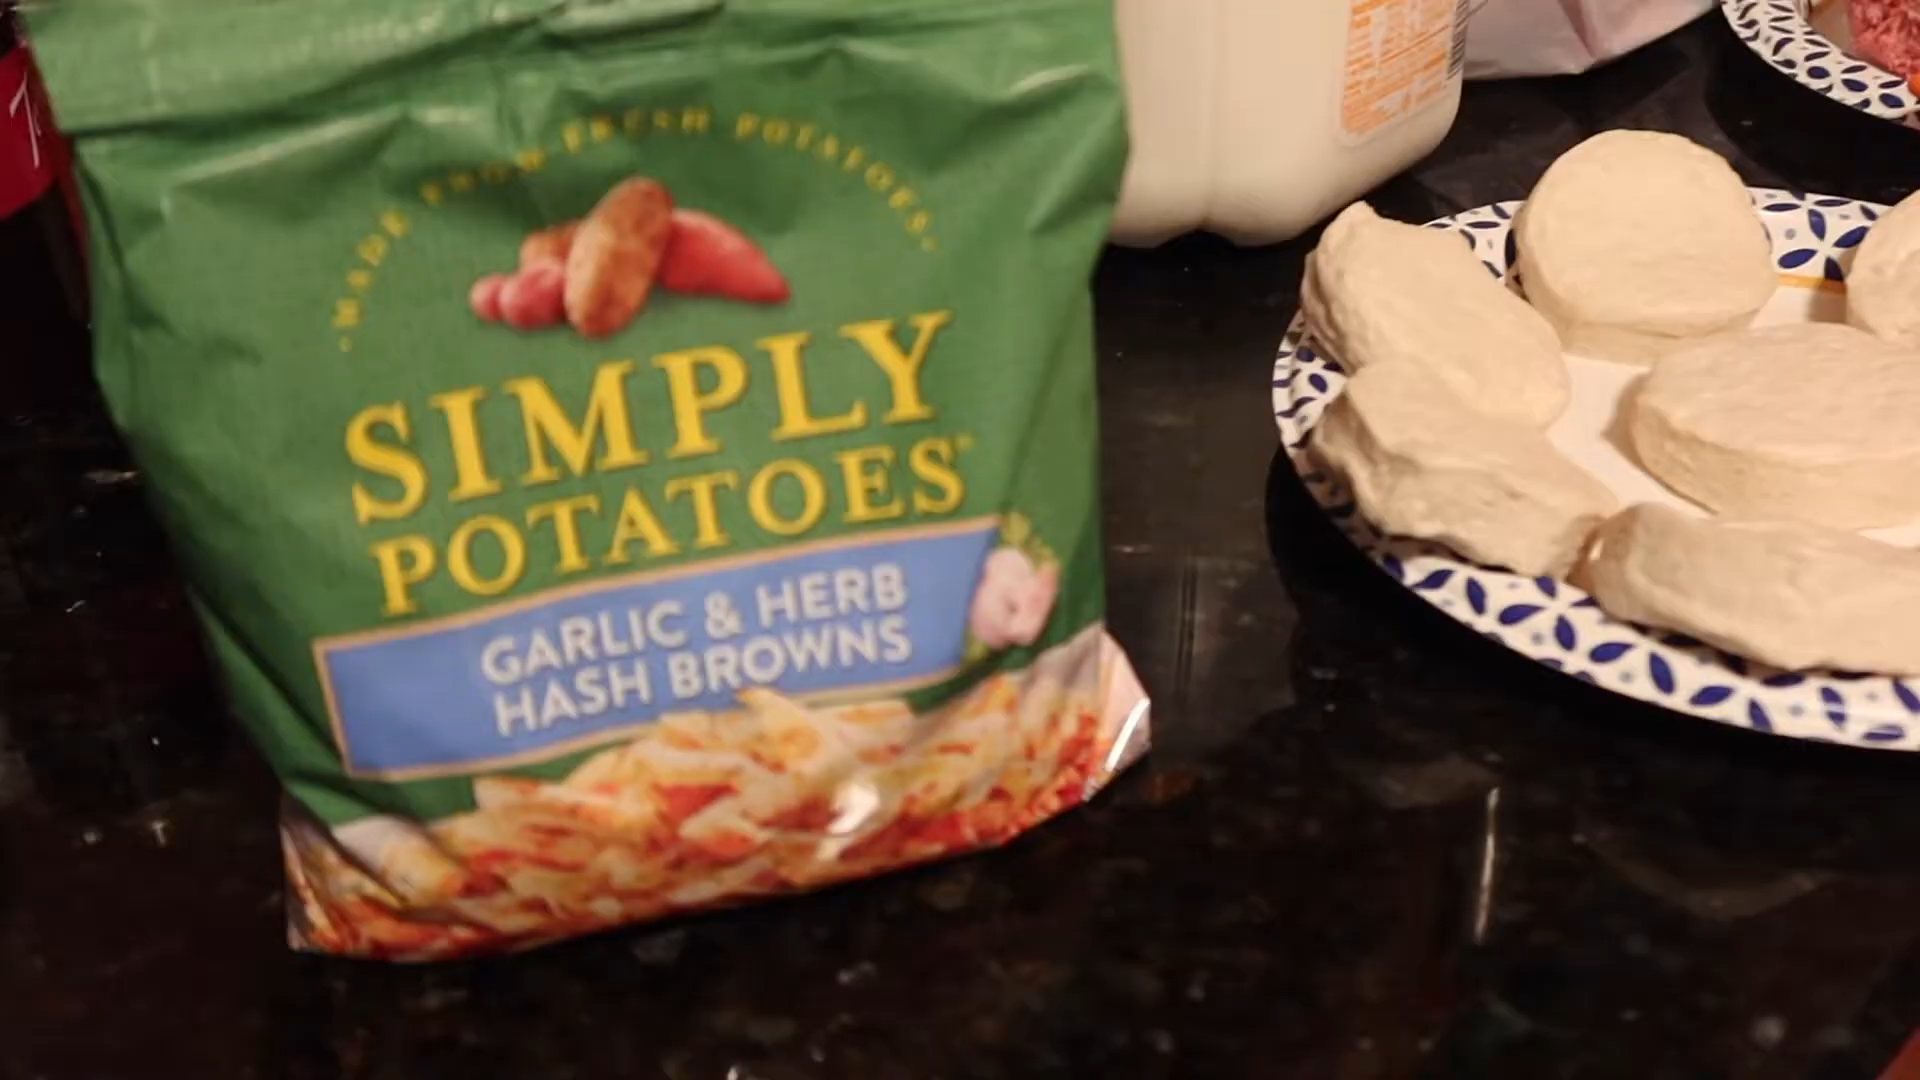 ·MADE FROM FRESH POTATOES·
SIMPLY
POTATOES
GARLIC & HERB
HASH BROWNS